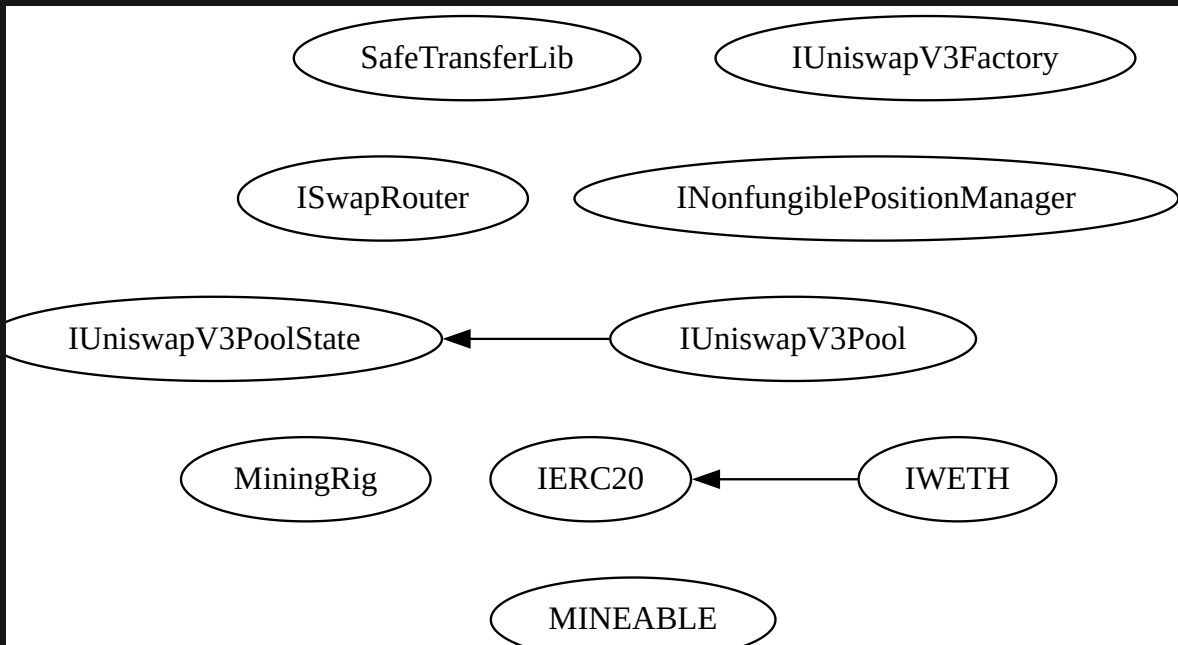 SafeTransferLib
IUniswapV3Factory
ISwapRouter
INonfungiblePositionManager
IUniswapV3PoolState
IUniswapV3Pool
MiningRig
IERC20
IWETH
MINEABLE